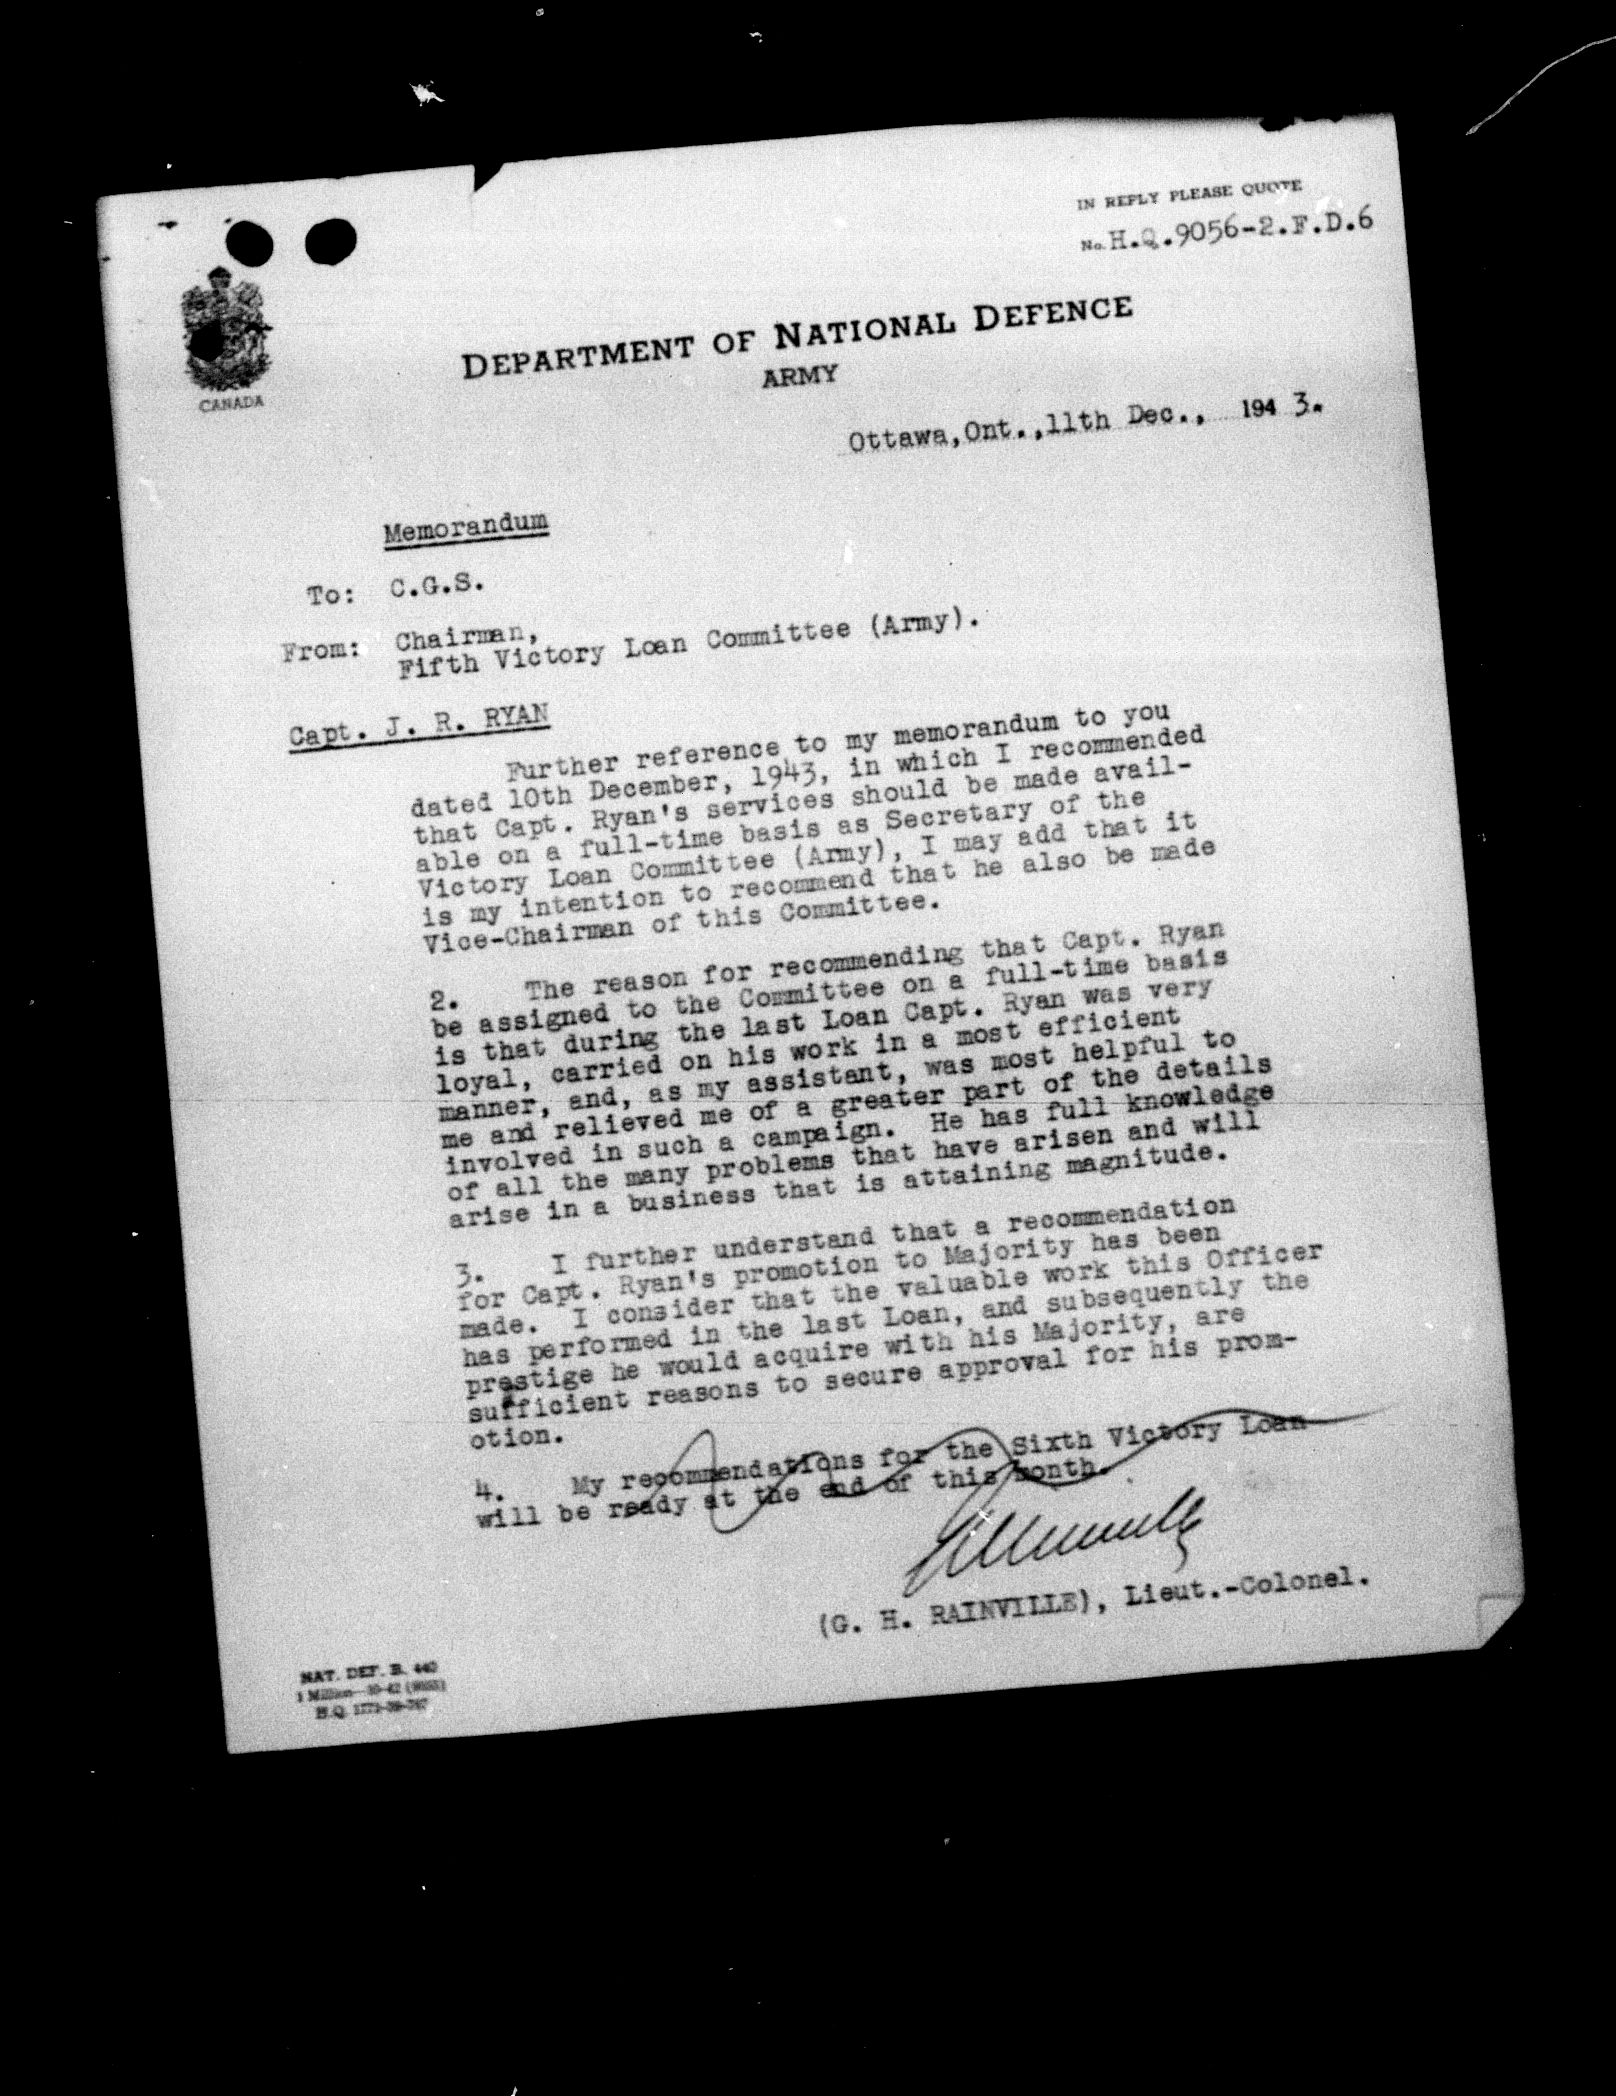 IN REPLY PLEASE QUOTE
No. H.Q.9056-2.F.D.6
CANADA
DEPARTMENT OF NATIONAL DEFENCE
ARMY
Ottawa,Ont.,11th Dec., 1943.
Memorandum
To: C.G.S.
From: Chairman,
Fifth Victory Loan Committee (Army).
Capt. J. R. RYAN
Further reference to my memorandum to you
dated 10th December, 1943, in which I recommended
that Capt. Ryan's services should be made avail-
able on a full-time basis as Secretary of the
Victory Loan Committee (Army), I may add that it
is my intention to recommend that he also be made
Vice-Chairman of this Committee.
2. The reason for recommending that Capt. Ryan
be assigned to the Committee on a full-time basis
is that during the last Loan Capt. Ryan was very
loyal, carried on his work in a most efficient
manner, and, as my assistant, was most helpful to
me and relieved me of a greater part of the details
involved in such a campaign. He has full knowledge
of all the many problems that have arisen and will
arise in a business that is attaining magnitude.
3. I further understand that a recommendation
for Capt. Ryan's promotion to Majority has been
made. I consider that the valuable work this Officer
has performed in the last Loan, and subsequently the
prestige he would acquire with his Majority, are
sufficient reasons to secure approval for his prom-
otion.
4. My recommendations for the Sixth Victory Loan
will be ready at the end of this month.
(G. H. RAINVILLE), Lieut.-Colonel.
NAT. DEF. B. 440
1 Million
H.Q.